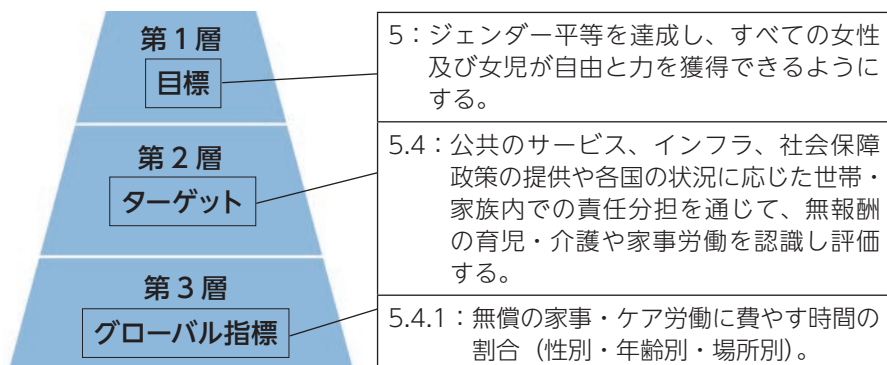 第1層
目標
5：ジェンダー平等を達成し、すべての女性
及び女児が自由と力を獲得できるように
する。
第2層
ターゲット
5.4：公共のサービス、インフラ、社会保障
政策の提供や各国の状況に応じた世帯・
家族内での責任分担を通じて、無報酬
の育児・介護や家事労働を認識し評価
する。
第3層
グローバル指標
5.4.1：無償の家事・ケア労働に費やす時間の
割合（性別・年齢別・場所別）。